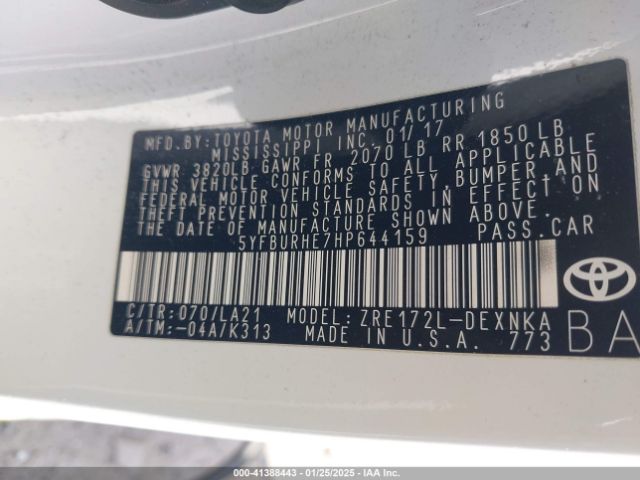 MFD. BY: TOYOTA MOTOR MANUFACTURING
MISSISSIPPI INC. 01/17
GVWR 3820LB GAWR FR 2070 LB RR 1850 LB
THIS VEHICLE CONFORMS TO ALL APPLICABLE
FEDERAL MOTOR VEHICLE SAFETY, BUMPER, AND
THEFT PREVENTION STANDARDS IN EFFECT ON
THE DATE OF MANUFACTURE SHOWN ABOVE.
5YFBURHE7HP644159 PASS.CAR
C/TR: 070/LA21 MODEL: ZRE172L-DEXNKA
A/TM:-04A/K313 MADE IN U.S.A. 773
BA
000-41388443 | 01/25/2025 | IAA Inc.